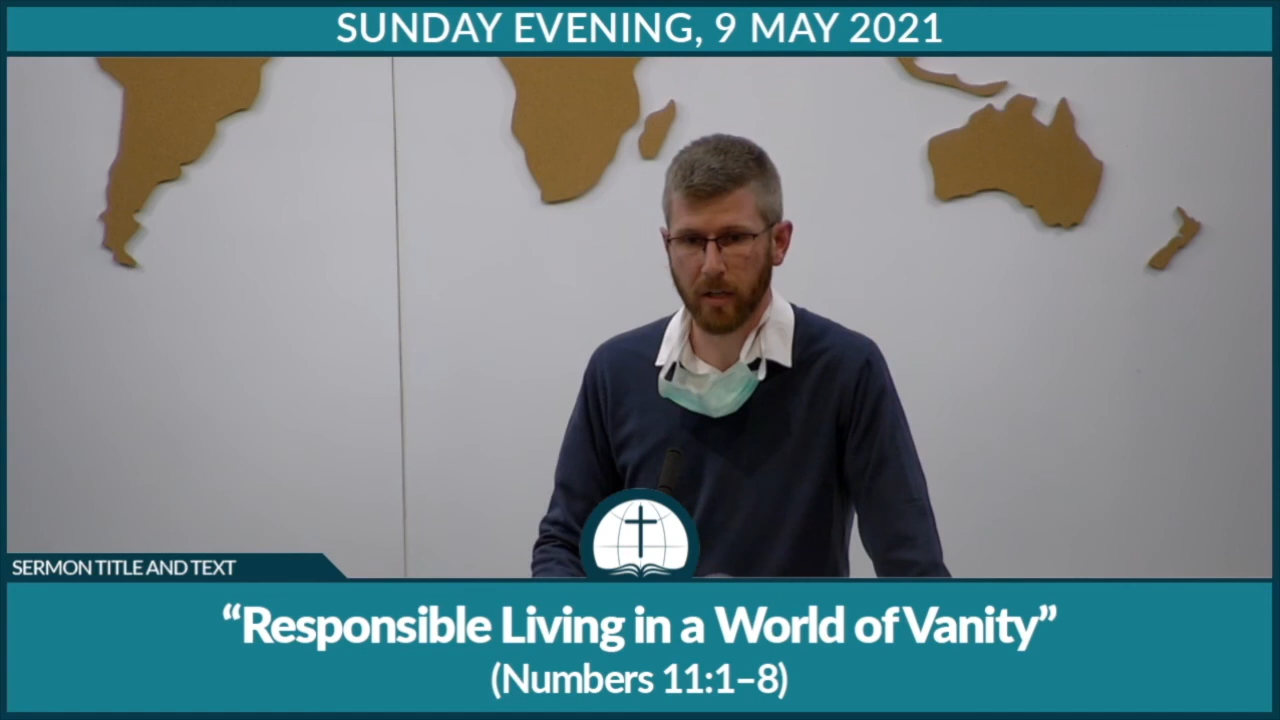 SUNDAY EVENING, 9 MAY 2021
SERMON TITLE AND TEXT
“Responsible Living in a World of Vanity”
(Numbers 11:1–8)